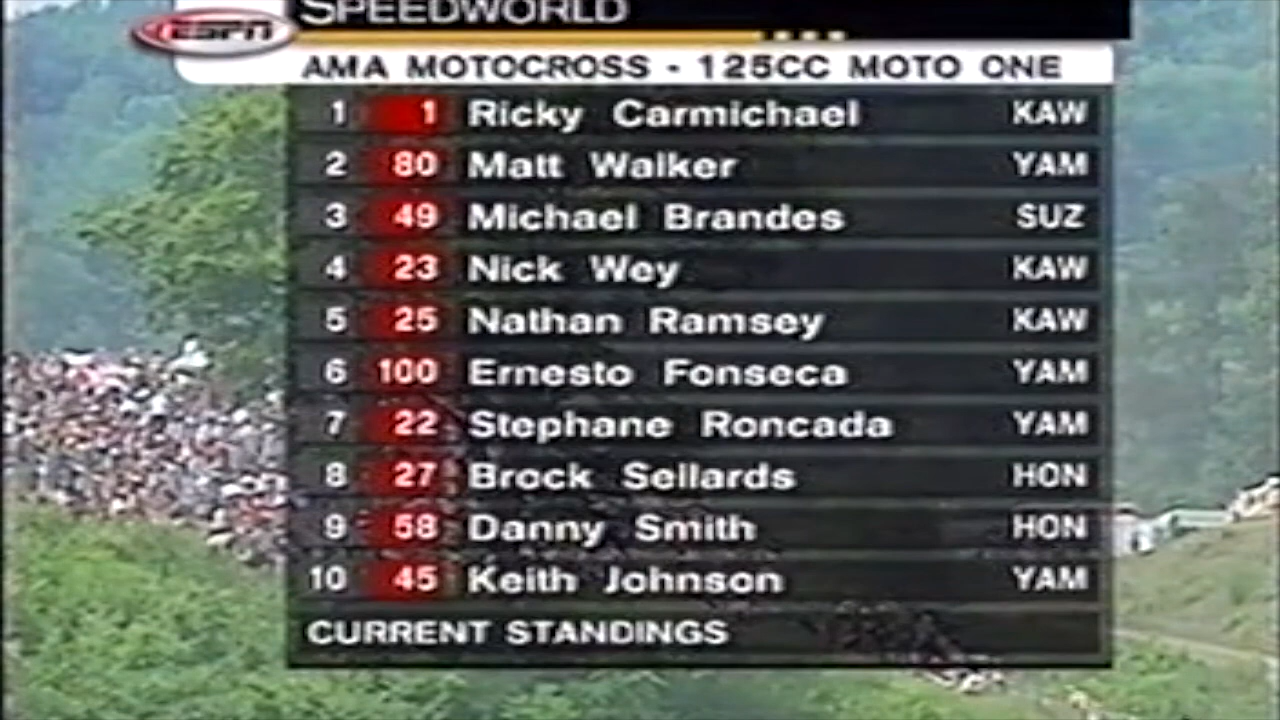 SPEEDWORLD
ESPN
AMA MOTOCROSS - 125CC MOTO ONE
1 1 Ricky Carmichael KAW
2 80 Matt Walker YAM
3 49 Michael Brandes SUZ
4 23 Nick Wey KAW
5 25 Nathan Ramsey KAW
6 100 Ernesto Fonseca YAM
7 22 Stephane Roncada YAM
8 27 Brock Sellards HON
9 58 Danny Smith HON
10 45 Keith Johnson YAM
CURRENT STANDINGS